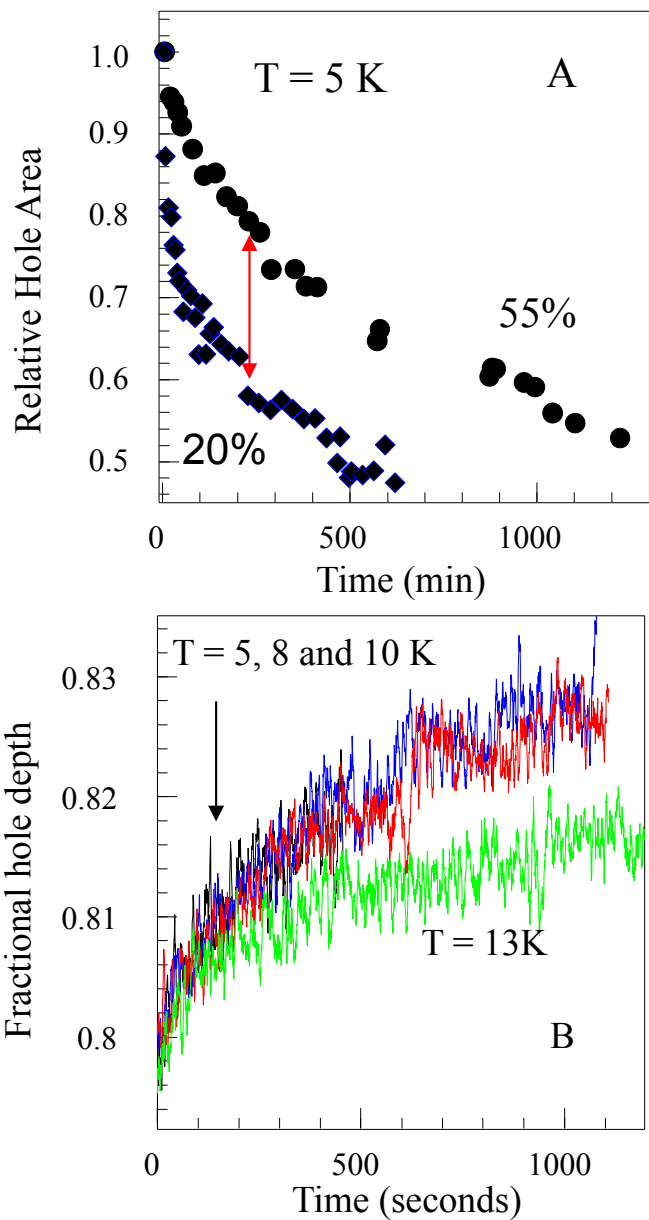 T = 5 K
A
1.0
0.9
0.8
0.7
0.6
0.5
Relative Hole Area
55%
20%
0
500
1000
Time (min)
T = 5, 8 and 10 K
0.83
0.82
0.81
0.8
Fractional hole depth
T = 13K
B
0
500
1000
Time (seconds)